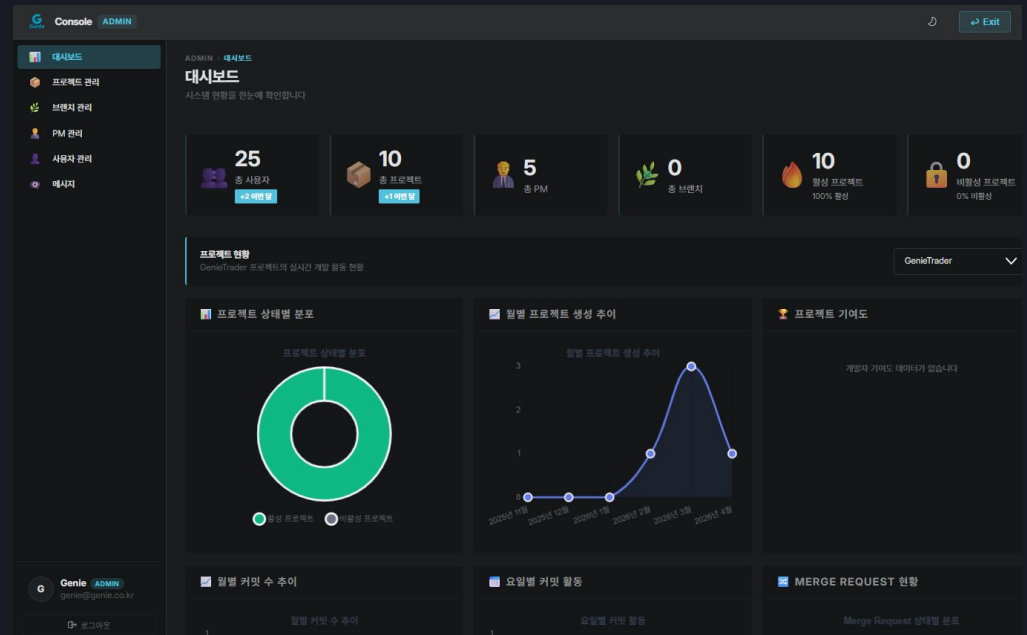 Genie
Console ADMIN
Exit
대시보드
프로젝트 관리
브랜치 관리
PM 관리
사용자 관리
메시지
ADMIN › 대시보드
대시보드
시스템 현황을 한눈에 확인합니다
25
총 사용자
+2 이번 달
10
총 프로젝트
+1 이번 달
5
총 PM
0
총 브랜치
10
활성 프로젝트
100% 활성
0
비활성 프로젝트
0% 비활성
프로젝트 현황
GenieTrader 프로젝트의 실시간 개발 활동 현황
GenieTrader
프로젝트 상태별 분포
프로젝트 상태별 분포
활성 프로젝트
비활성 프로젝트
월별 프로젝트 생성 추이
월별 프로젝트 생성 추이
3
2
1
0
2025년 11월
2025년 12월
2026년 1월
2026년 2월
2026년 3월
2026년 4월
프로젝트 기여도
개발자 기여도 데이터가 없습니다
월별 커밋 수 추이
월별 커밋 수 추이
1
요일별 커밋 활동
요일별 커밋 활동
1
MERGE REQUEST 현황
Merge Request 상태별 분포
G
Genie ADMIN
genie@genie.co.kr
로그아웃